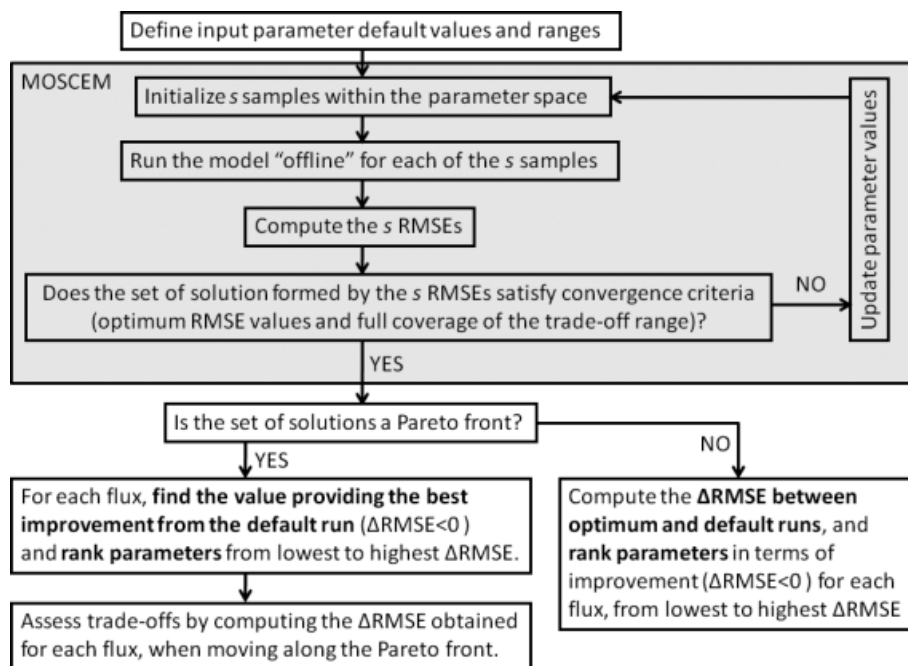 Define input parameter default values and ranges
MOSCEM
Initialize s samples within the parameter space
Run the model “offline” for each of the s samples
Compute the s RMSEs
Does the set of solution formed by the s RMSEs satisfy convergence criteria
(optimum RMSE values and full coverage of the trade-off range)?
NO
Update parameter values
YES
Is the set of solutions a Pareto front?
YES
NO
For each flux, find the value providing the best
improvement from the default run (ΔRMSE<0 )
and rank parameters from lowest to highest ΔRMSE.
Assess trade-offs by computing the ΔRMSE obtained
for each flux, when moving along the Pareto front.
Compute the ΔRMSE between
optimum and default runs, and
rank parameters in terms of
improvement (ΔRMSE<0 ) for each
flux, from lowest to highest ΔRMSE